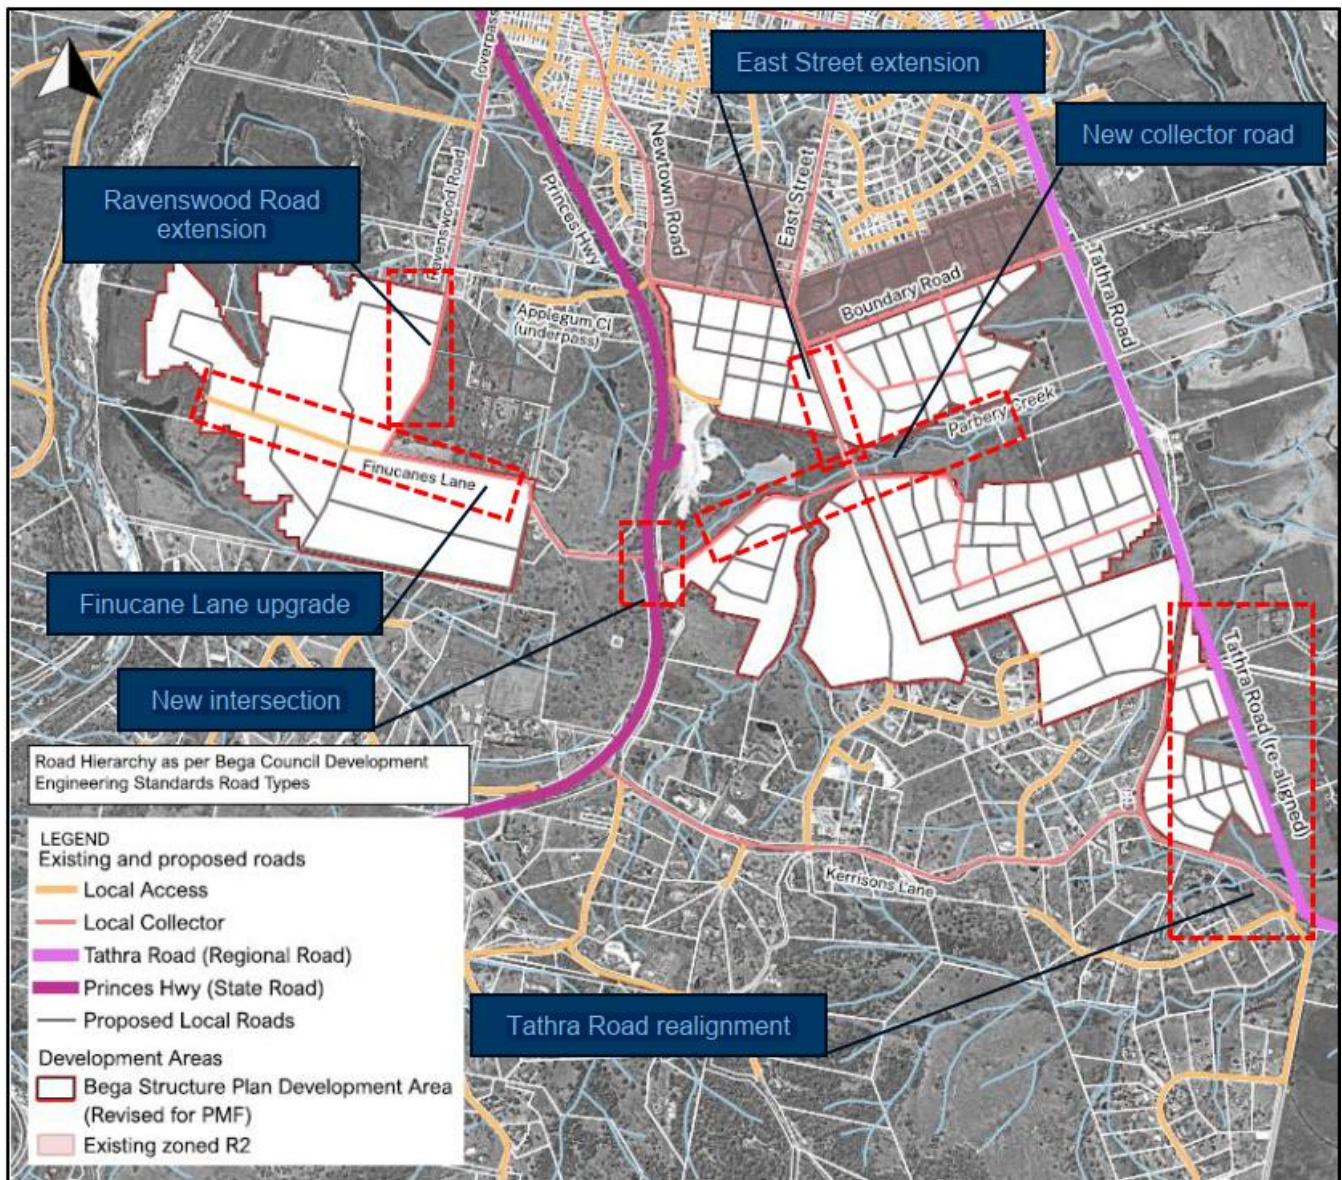 East Street extension
New collector road
Ravenswood Road
extension
(overpass)
Ravenswood Road
Princes Hwy
Newtown Road
East Street
Boundary Road
Tathra Road
Applegum Cl
(underpass)
Parbery Creek
Finucanes Lane
Finucane Lane upgrade
New intersection
Tathra Road (re-aligned)
Kerrisons Lane
Tathra Road realignment
Road Hierarchy as per Bega Council Development
Engineering Standards Road Types
LEGEND
Existing and proposed roads
Local Access
Local Collector
Tathra Road (Regional Road)
Princes Hwy (State Road)
Proposed Local Roads
Development Areas
Bega Structure Plan Development Area
(Revised for PMF)
Existing zoned R2